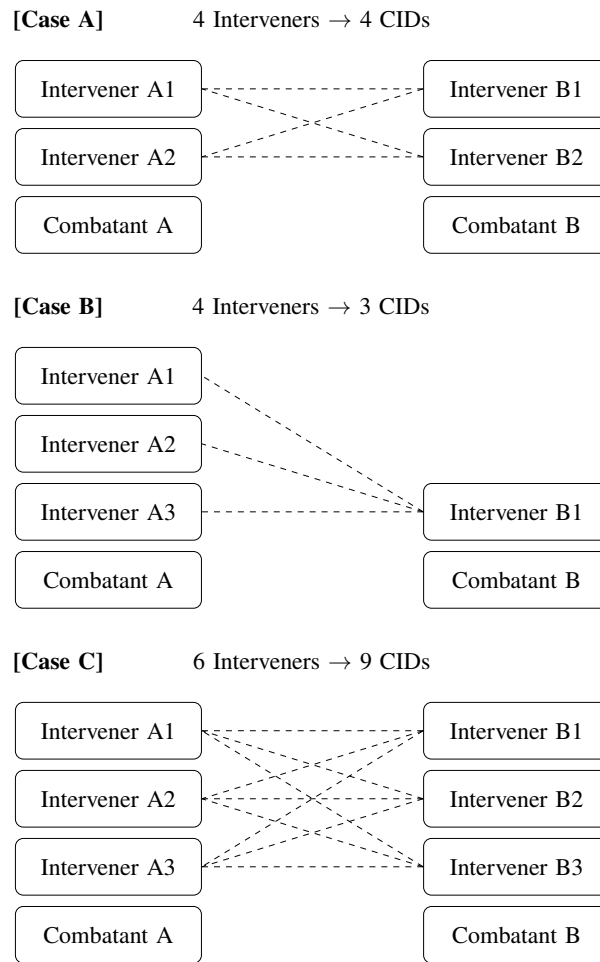 [Case A] 4 Interveners → 4 CIDs
Intervener A1 Intervener B1
Intervener A2 Intervener B2
Combatant A Combatant B
[Case B] 4 Interveners → 3 CIDs
Intervener A1
Intervener A2
Intervener A3 Intervener B1
Combatant A Combatant B
[Case C] 6 Interveners → 9 CIDs
Intervener A1 Intervener B1
Intervener A2 Intervener B2
Intervener A3 Intervener B3
Combatant A Combatant B